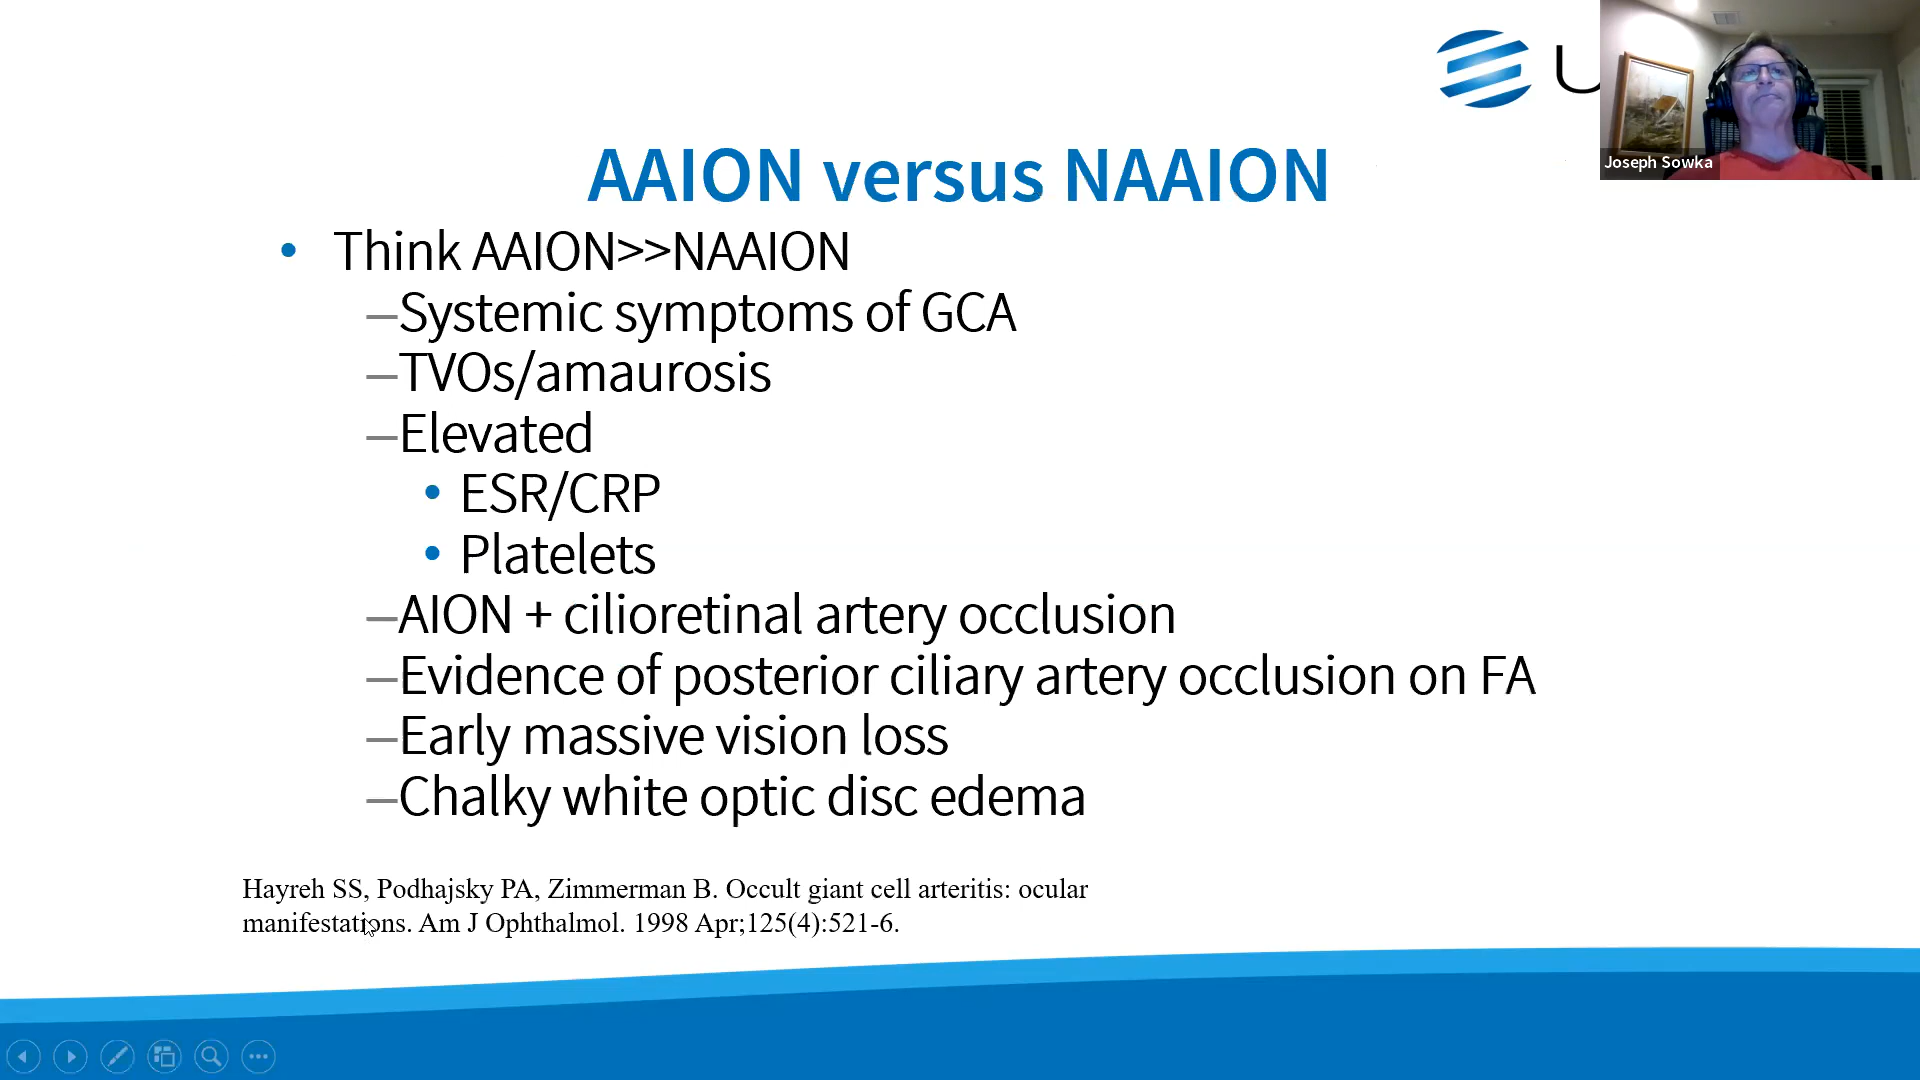 U
Joseph Sowka
AAION versus NAAION
• Think AAION>>NAAION
–Systemic symptoms of GCA
–TVOs/amaurosis
–Elevated
• ESR/CRP
• Platelets
–AION + cilioretinal artery occlusion
–Evidence of posterior ciliary artery occlusion on FA
–Early massive vision loss
–Chalky white optic disc edema
Hayreh SS, Podhajsky PA, Zimmerman B. Occult giant cell arteritis: ocular
manifestations. Am J Ophthalmol. 1998 Apr;125(4):521-6.